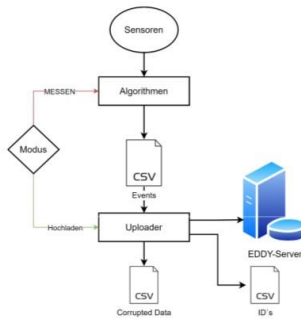 Sensoren
MESSEN
Algorithmen
Modus
CSV
Events
Hochladen
Uploader
EDDY-Server
CSV
Corrupted Data
CSV
ID´s